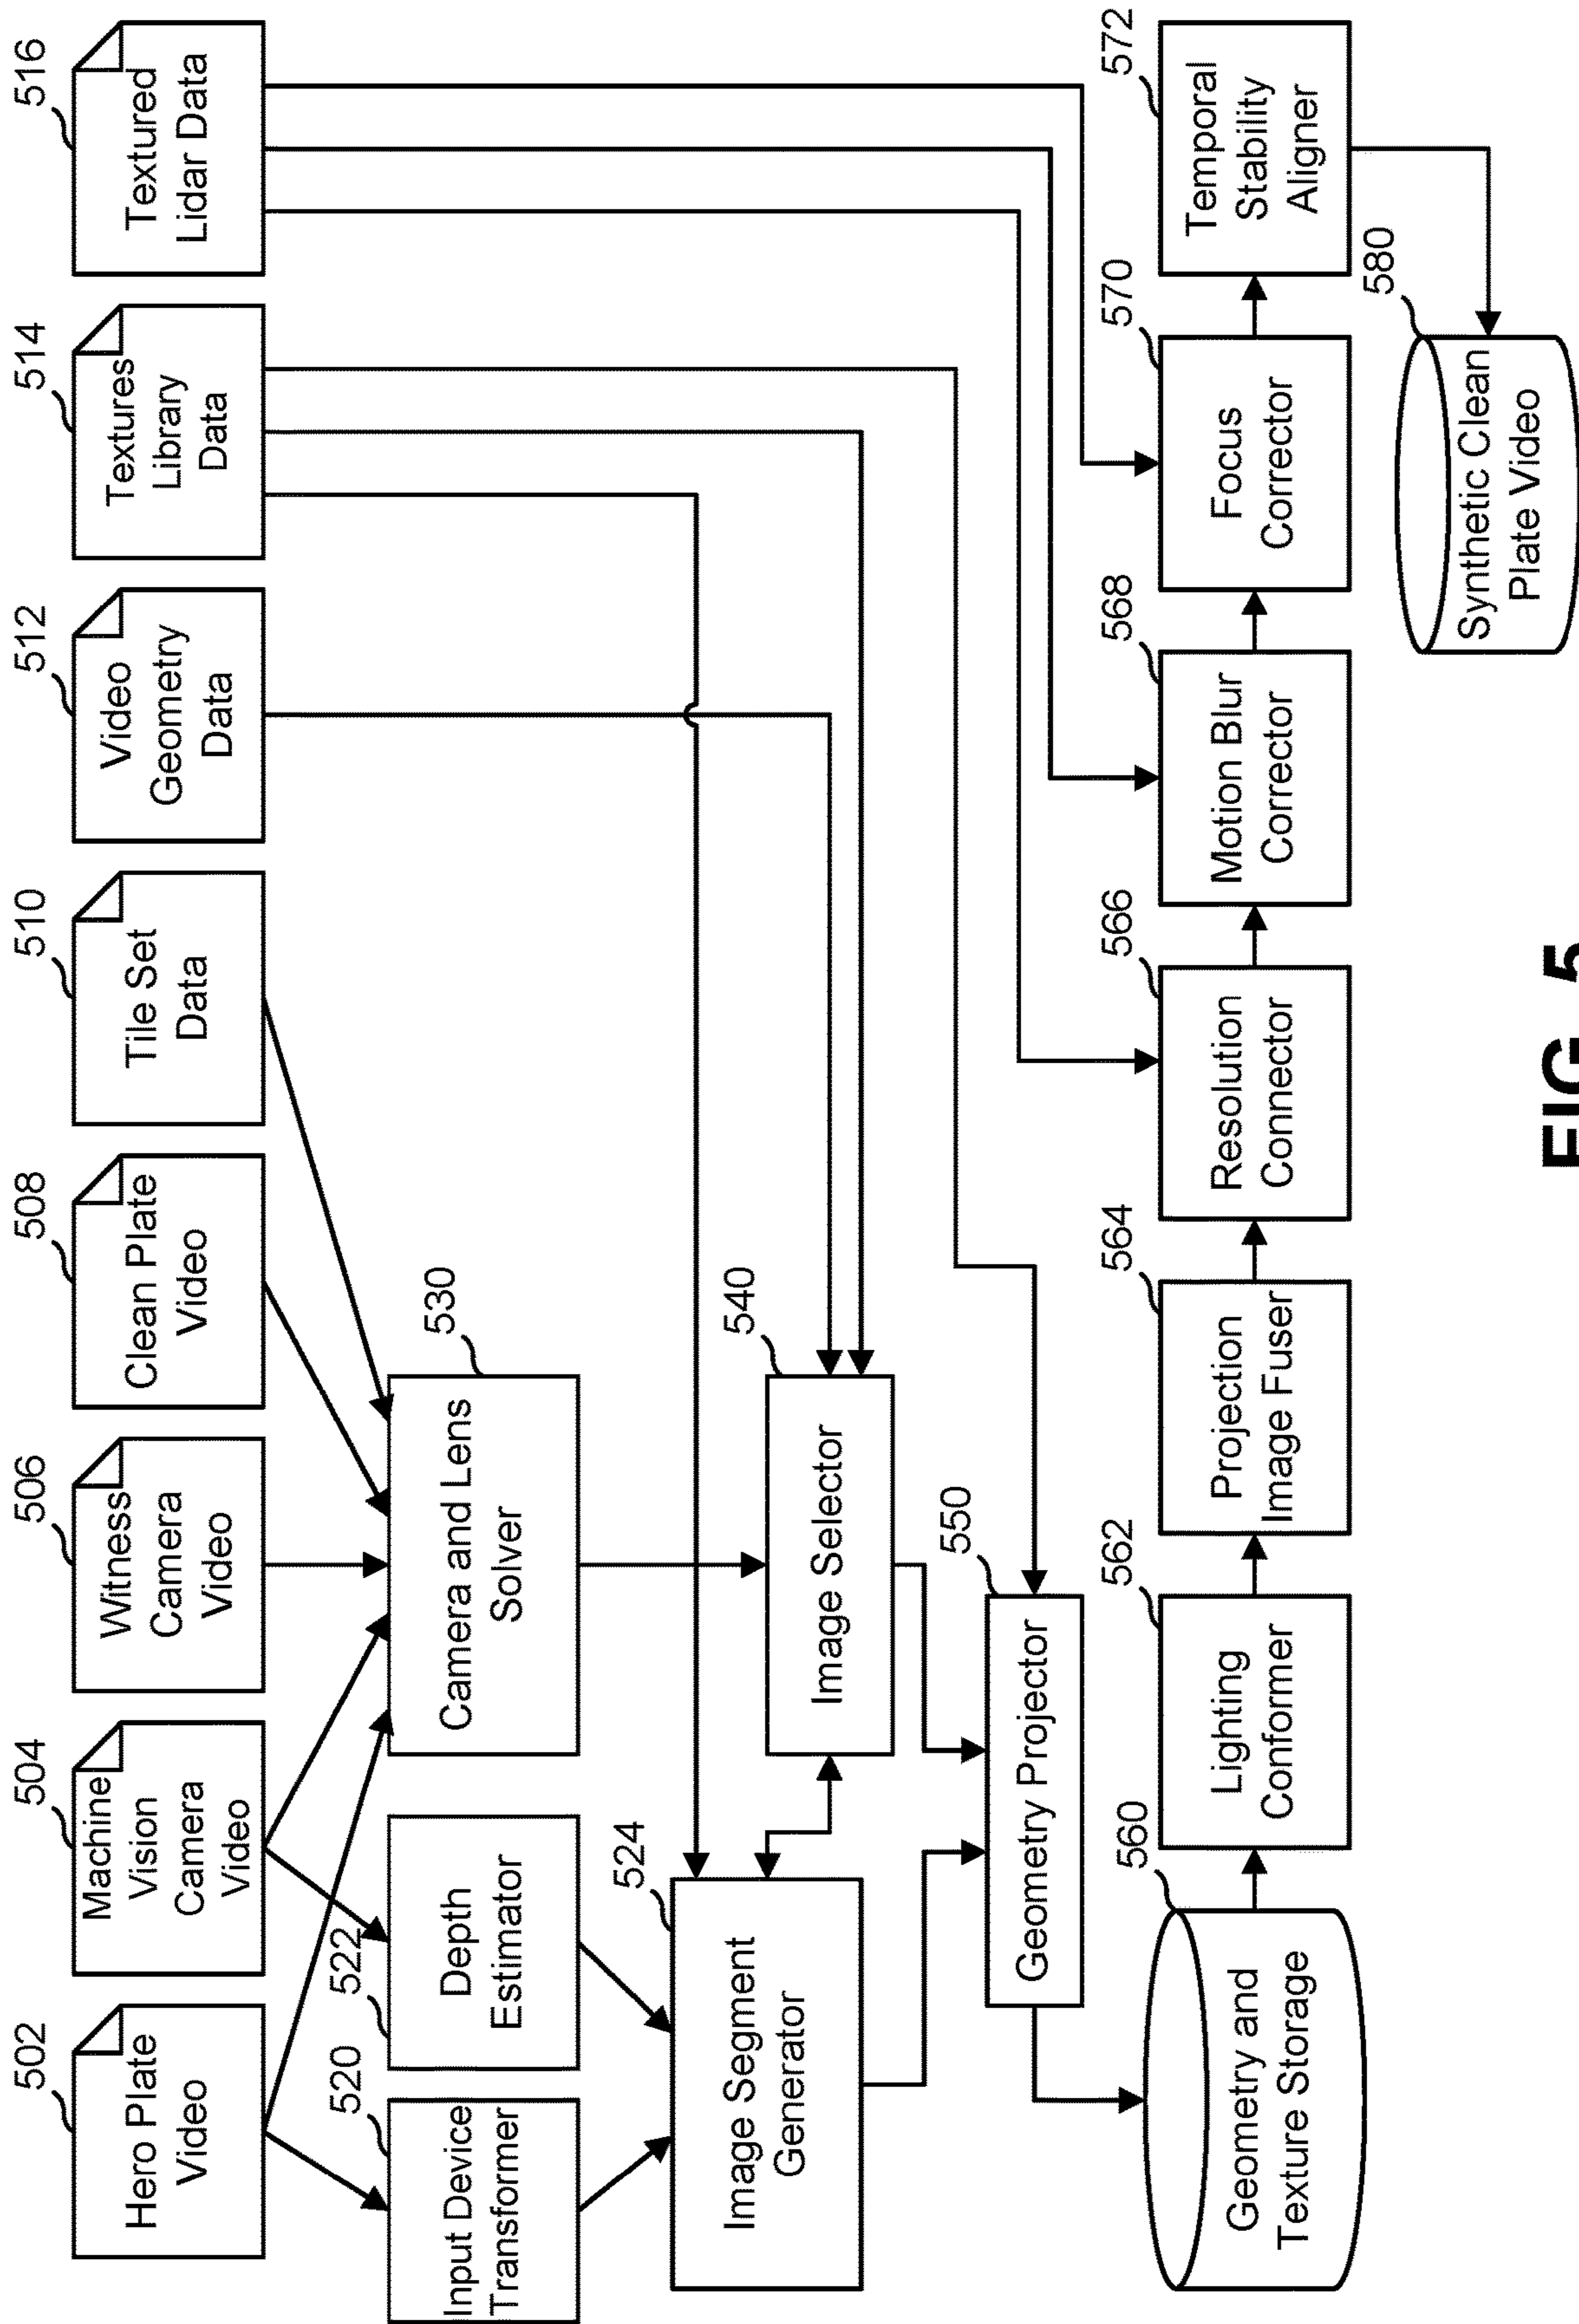 502
Hero Plate
Video
504
Machine
Vision
Camera
Video
506
Witness
Camera
Video
508
Clean Plate
Video
510
Tile Set
Data
512
Video
Geometry
Data
514
Textures
Library
Data
516
Textured
Lidar Data
520
Input Device
Transformer
522
Depth
Estimator
530
Camera and Lens
Solver
524
Image Segment
Generator
540
Image Selector
550
Geometry Projector
560
Geometry and
Texture Storage
562
Lighting
Conformer
564
Projection
Image Fuser
566
Resolution
Connector
568
Motion Blur
Corrector
570
Focus
Corrector
572
Temporal
Stability
Aligner
580
Synthetic Clean
Plate Video
FIG. 5